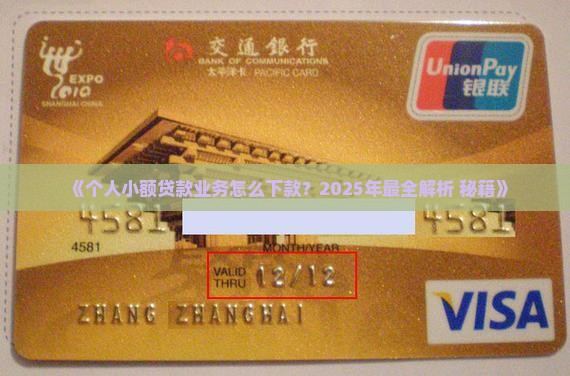 EXPO
2010
SHANGHAI CHINA
交通銀行
BANK OF COMMUNICATIONS
太平洋卡 PACIFIC CARD
UnionPay
银联
《个人小额贷款业务怎么下款？2025年最全解析 秘籍》
4581 4581
4581
MONTH/YEAR
VALID
THRU 12/12
ZHANG ZHANGHAI
VISA